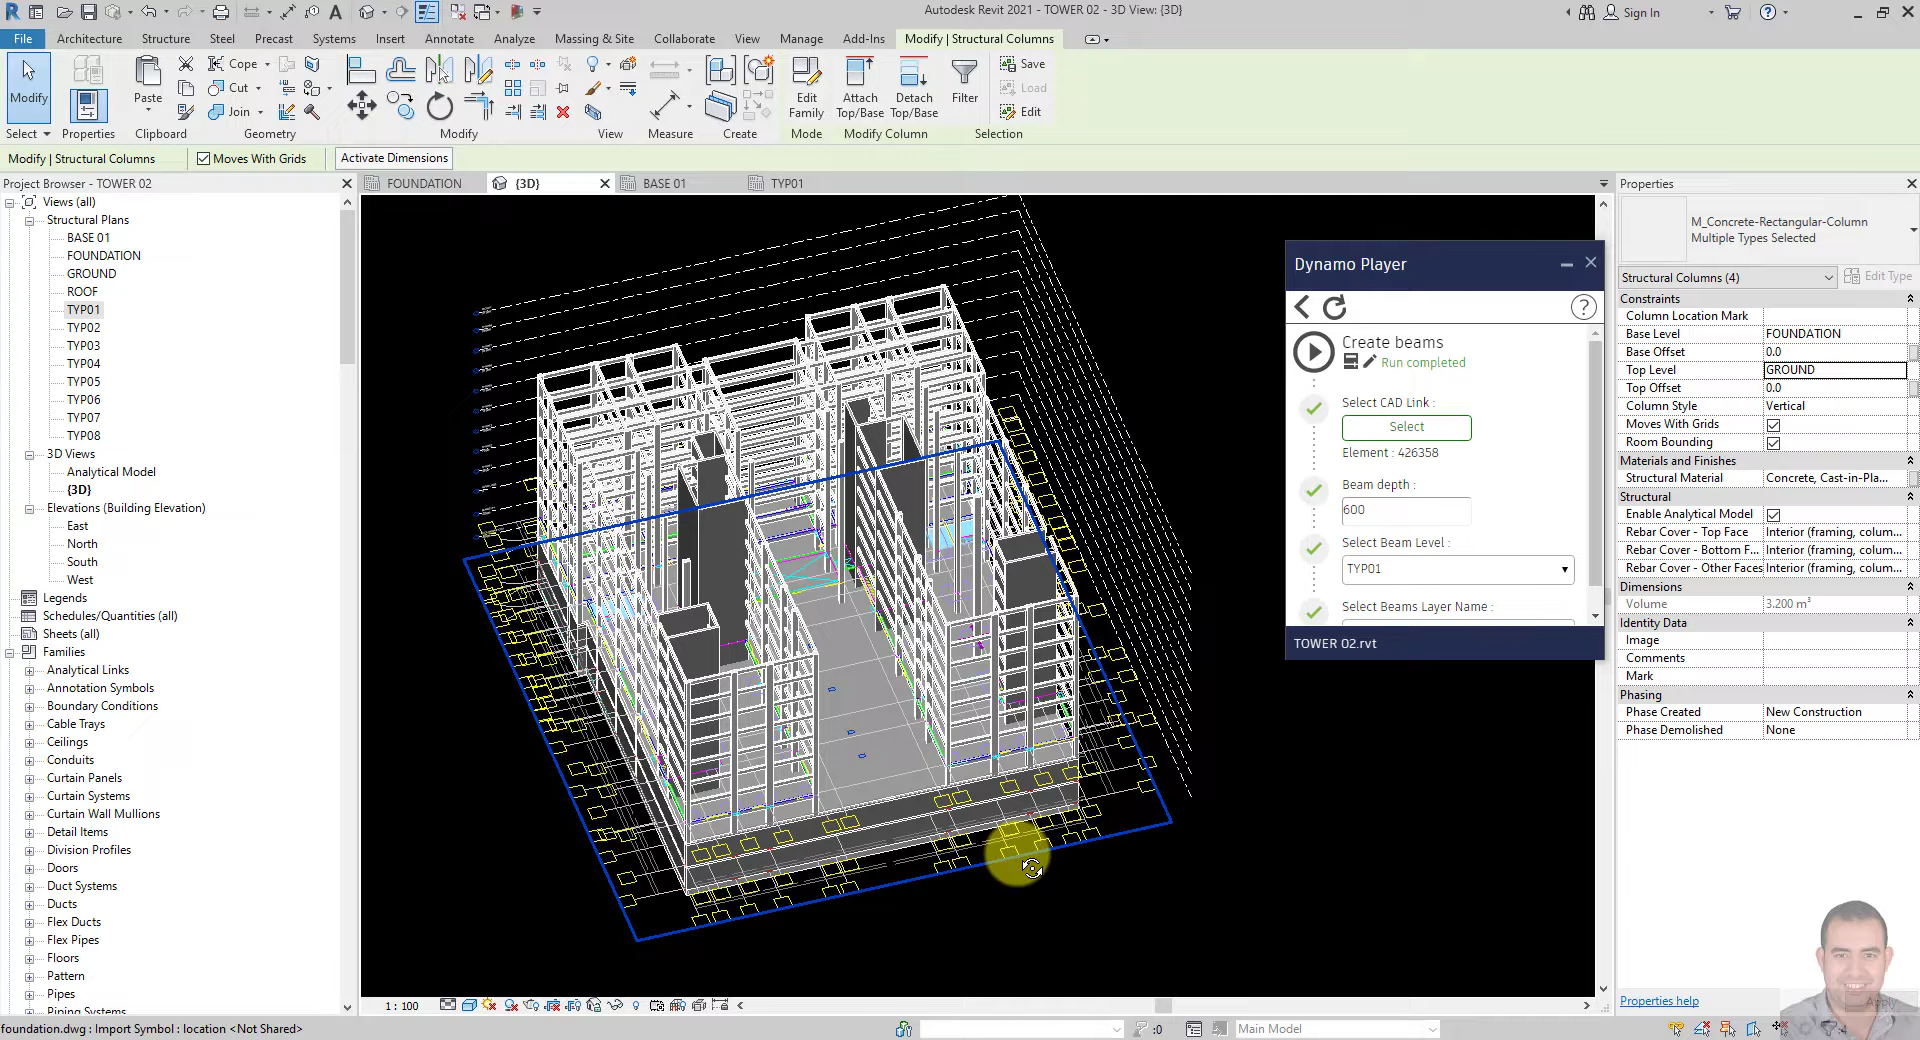 Autodesk Revit 2021 - TOWER 02 - 3D View: {3D}
Sign In
File
Architecture
Structure
Steel
Precast
Systems
Insert
Annotate
Analyze
Massing & Site
Collaborate
View
Manage
Add-Ins
Modify | Structural Columns
Modify
Paste
Cope
Cut
Join
Edit Family
Attach Top/Base
Detach Top/Base
Filter
Save
Load
Edit
Select
Properties
Clipboard
Geometry
Modify
View
Measure
Create
Mode
Modify Column
Selection
Modify | Structural Columns
Moves With Grids
Activate Dimensions
Project Browser - TOWER 02
Views (all)
Structural Plans
BASE 01
FOUNDATION
GROUND
ROOF
TYP01
TYP02
TYP03
TYP04
TYP05
TYP06
TYP07
TYP08
3D Views
Analytical Model
{3D}
Elevations (Building Elevation)
East
North
South
West
Legends
Schedules/Quantities (all)
Sheets (all)
Families
Analytical Links
Annotation Symbols
Boundary Conditions
Cable Trays
Ceilings
Conduits
Curtain Panels
Curtain Systems
Curtain Wall Mullions
Detail Items
Division Profiles
Doors
Duct Systems
Ducts
Flex Ducts
Flex Pipes
Floors
Pattern
Pipes
Piping Systems
FOUNDATION
{3D}
BASE 01
TYP01
Dynamo Player
Create beams
Run completed
Select CAD Link :
Select
Element : 426358
Beam depth :
600
Select Beam Level :
TYP01
Select Beams Layer Name :
TOWER 02.rvt
Properties
M_Concrete-Rectangular-Column
Multiple Types Selected
Structural Columns (4)
Edit Type
Constraints
Column Location Mark
Base Level FOUNDATION
Base Offset 0.0
Top Level GROUND
Top Offset 0.0
Column Style Vertical
Moves With Grids
Room Bounding
Materials and Finishes
Structural Material Concrete, Cast-in-Pla...
Structural
Enable Analytical Model
Rebar Cover - Top Face Interior (framing, colum...
Rebar Cover - Bottom F... Interior (framing, colum...
Rebar Cover - Other Faces Interior (framing, colum...
Dimensions
Volume 3.200 m³
Identity Data
Image
Comments
Mark
Phasing
Phase Created New Construction
Phase Demolished None
Properties help
Apply
1 : 100
foundation.dwg : Import Symbol : location <Not Shared>
:0
Main Model
:4